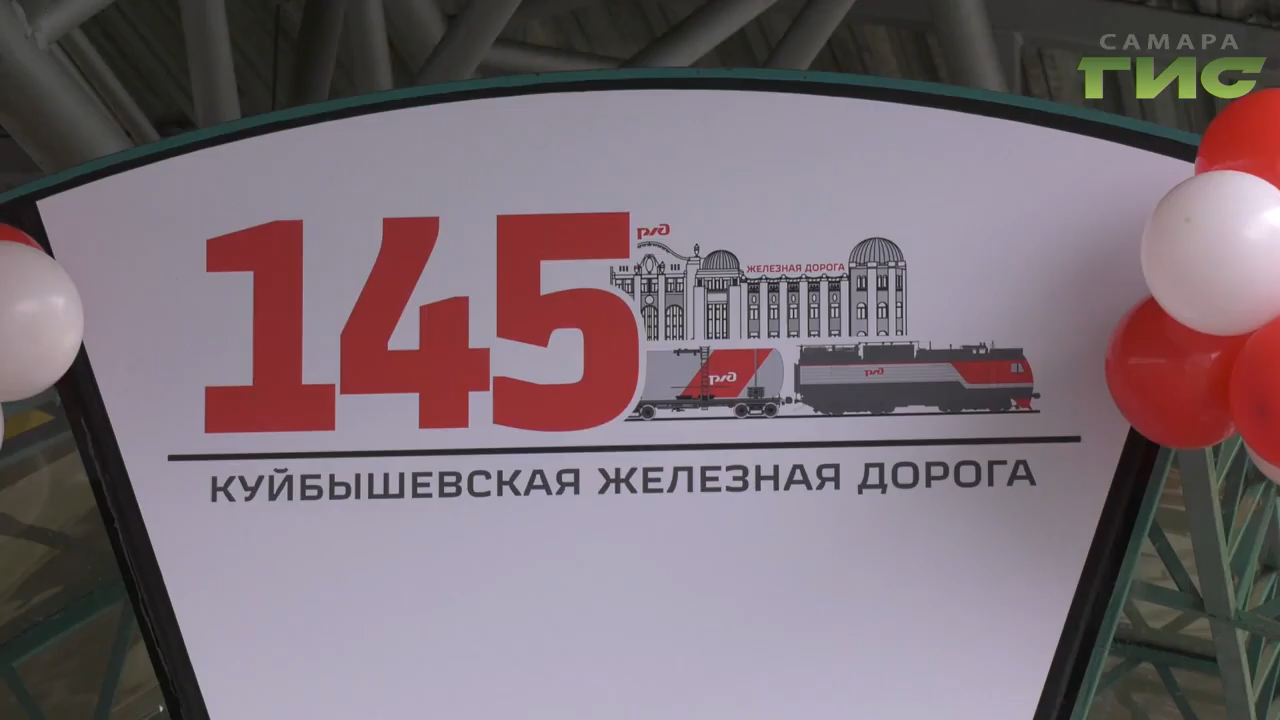 САМАРА
ГИС
145
РЖД
ЖЕЛЕЗНАЯ ДОРОГА
РЖД
РЖД
КУЙБЫШЕВСКАЯ ЖЕЛЕЗНАЯ ДОРОГА